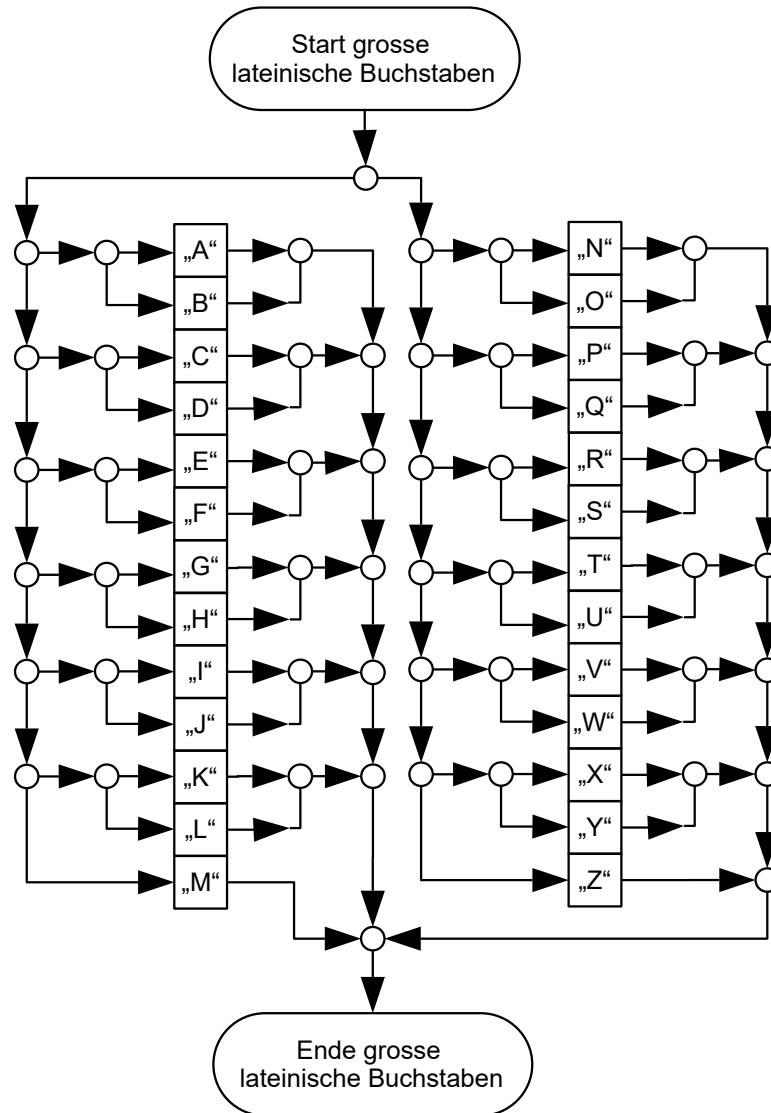 Start grosse
lateinische Buchstaben
„A“
„B“
„C“
„D“
„E“
„F“
„G“
„H“
„I“
„J“
„K“
„L“
„M“
„N“
„O“
„P“
„Q“
„R“
„S“
„T“
„U“
„V“
„W“
„X“
„Y“
„Z“
Ende grosse
lateinische Buchstaben